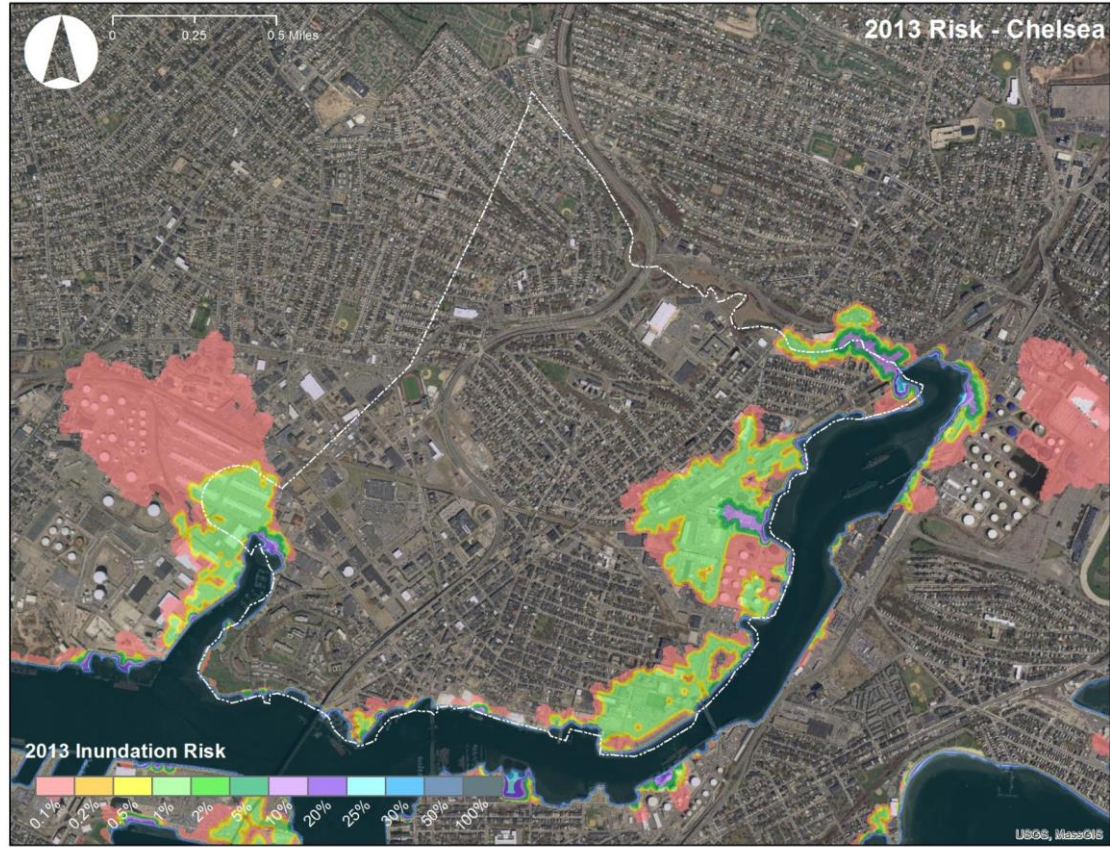 2013 Risk - Chelsea
0 0.25 0.5 Miles
2013 Inundation Risk
0.1% 0.2% 0.5% 1% 2% 5% 10% 20% 25% 30% 50% 100%
USGS, MassGIS